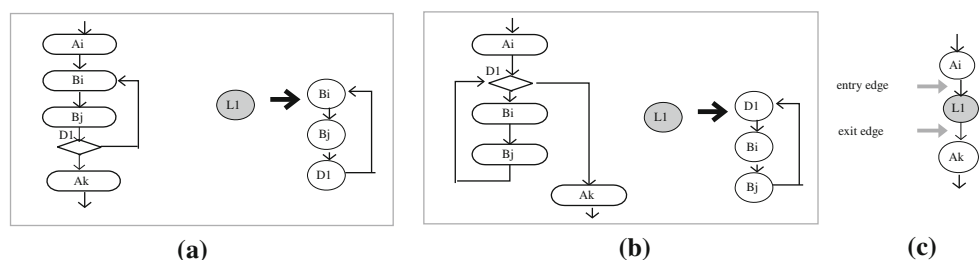 Ai
Bi
Bj
D1
Ak
L1
Bi
Bj
D1
(a)
Ai
D1
Bi
Bj
Ak
L1
D1
Bi
Bj
(b)
Ai
entry edge
L1
exit edge
Ak
(c)